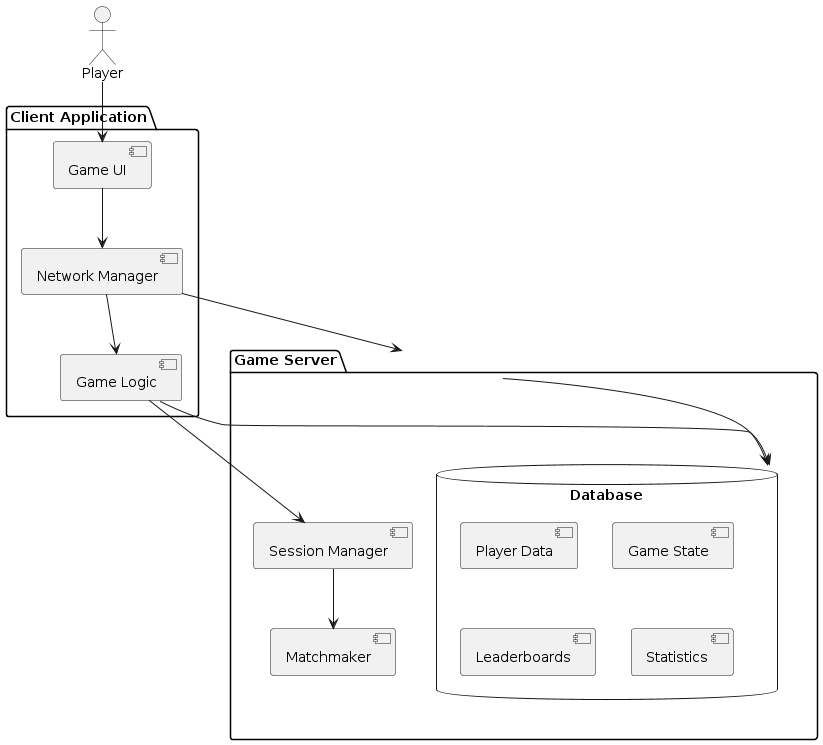 Player
Client Application
Game UI
Network Manager
Game Logic
Game Server
Database
Session Manager
Player Data
Game State
Matchmaker
Leaderboards
Statistics